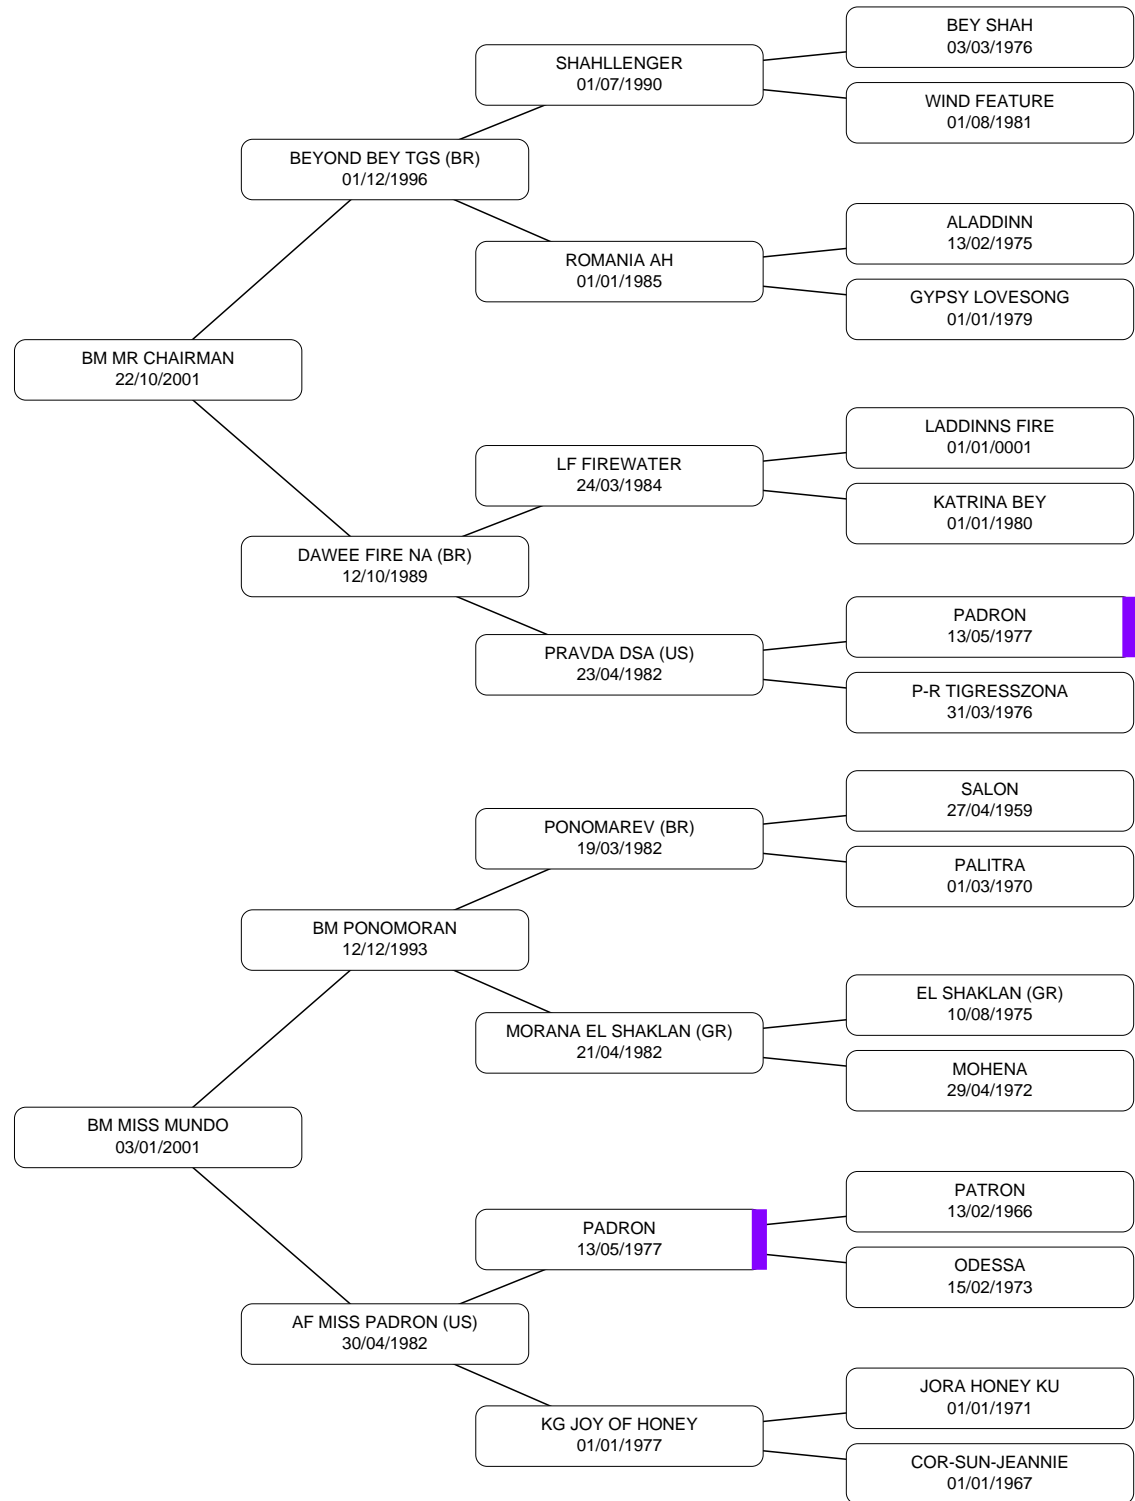 BEY SHAH
03/03/1976
SHAHLLENGER
01/07/1990
WIND FEATURE
01/08/1981
BEYOND BEY TGS (BR)
01/12/1996
ALADDINN
13/02/1975
ROMANIA AH
01/01/1985
GYPSY LOVESONG
01/01/1979
BM MR CHAIRMAN
22/10/2001
LADDINNS FIRE
01/01/0001
LF FIREWATER
24/03/1984
KATRINA BEY
01/01/1980
DAWEE FIRE NA (BR)
12/10/1989
PADRON
13/05/1977
PRAVDA DSA (US)
23/04/1982
P-R TIGRESSZONA
31/03/1976
SALON
27/04/1959
PONOMAREV (BR)
19/03/1982
PALITRA
01/03/1970
BM PONOMORAN
12/12/1993
EL SHAKLAN (GR)
10/08/1975
MORANA EL SHAKLAN (GR)
21/04/1982
MOHENA
29/04/1972
BM MISS MUNDO
03/01/2001
PATRON
13/02/1966
PADRON
13/05/1977
ODESSA
15/02/1973
AF MISS PADRON (US)
30/04/1982
JORA HONEY KU
01/01/1971
KG JOY OF HONEY
01/01/1977
COR-SUN-JEANNIE
01/01/1967